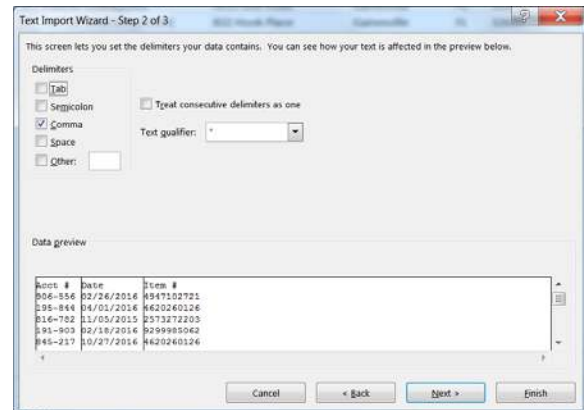 Text Import Wizard - Step 2 of 3
This screen lets you set the delimiters your data contains. You can see how your text is affected in the preview below.
Delimiters
Tab
Semicolon
Comma
Space
Other:
Treat consecutive delimiters as one
Text qualifier: "
Data preview
Acct # Date Item #
906-556 02/26/2016 4947102721
195-844 04/01/2016 4620260126
816-782 11/05/2015 2573272203
191-903 02/18/2016 9299985062
845-217 10/27/2016 4620260126
Cancel < Back Next > Finish